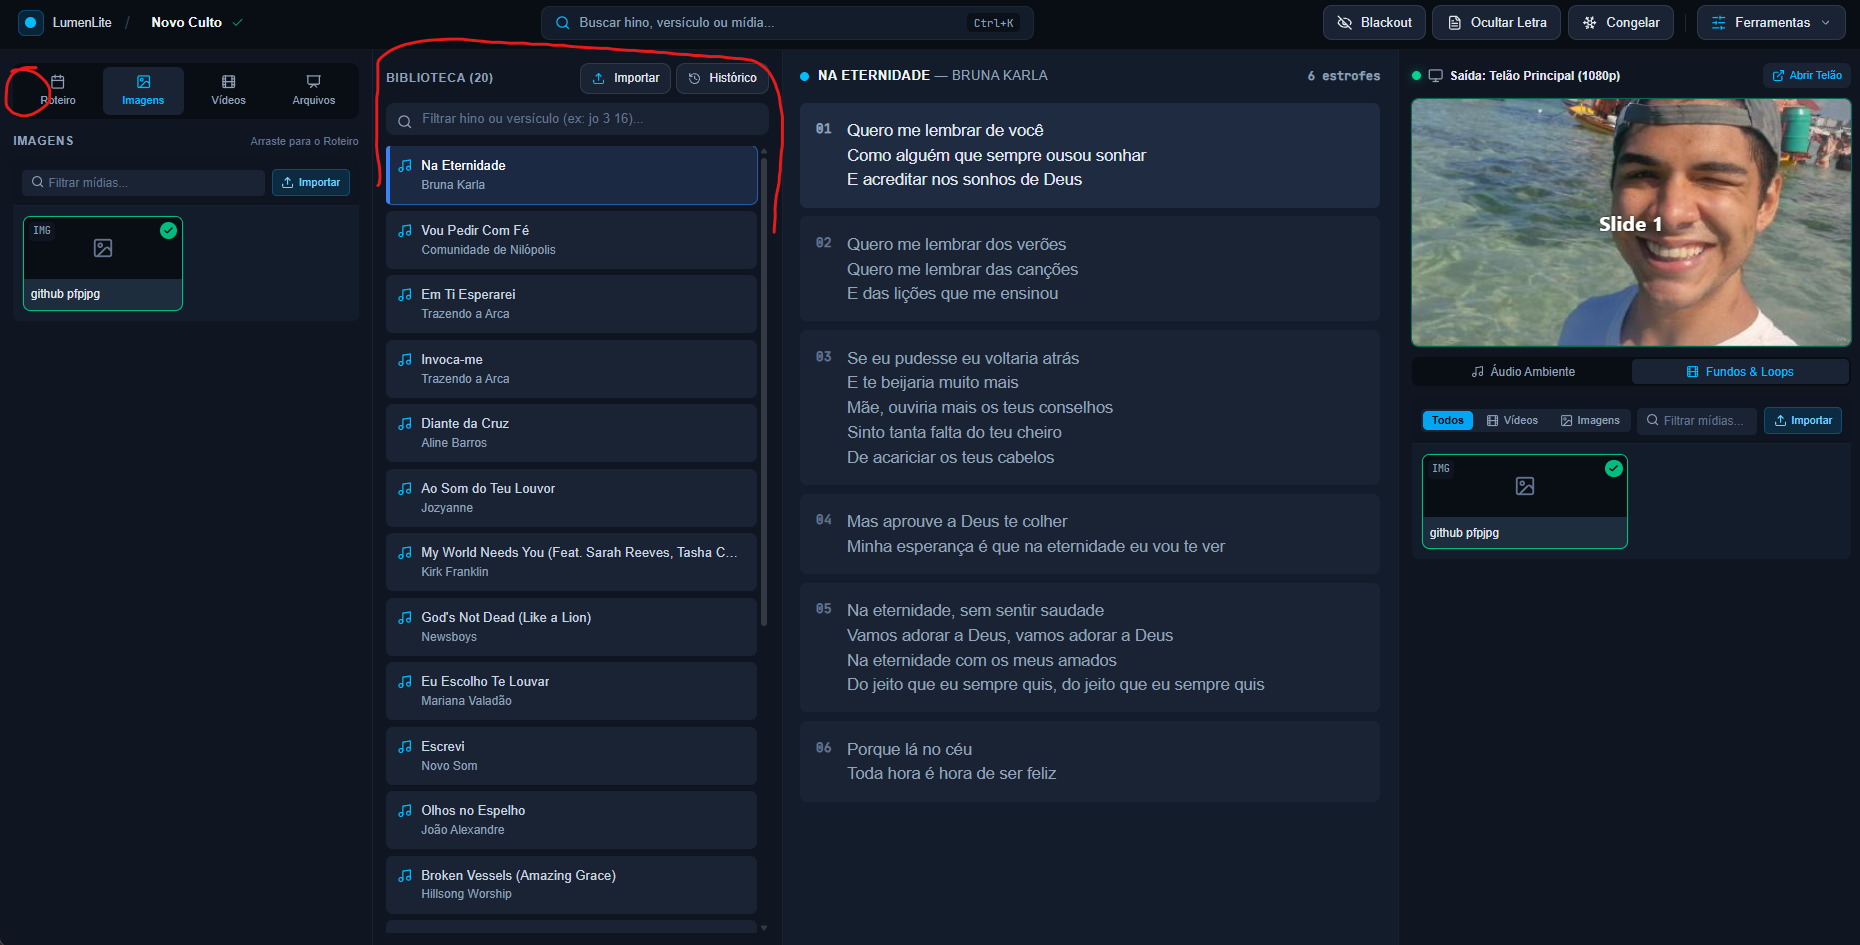 LumenLite / Novo Culto
Buscar hino, versículo ou mídia... Ctrl+K
Blackout
Ocultar Letra
Congelar
Ferramentas
Roteiro
Imagens
Vídeos
Arquivos
IMAGENS
Arraste para o Roteiro
Filtrar mídias...
Importar
IMG
github pfpjpg
BIBLIOTECA (20)
Importar
Histórico
Filtrar hino ou versículo (ex: jo 3 16)...
Na Eternidade
Bruna Karla
Vou Pedir Com Fé
Comunidade de Nilópolis
Em Ti Esperarei
Trazendo a Arca
Invoca-me
Trazendo a Arca
Diante da Cruz
Aline Barros
Ao Som do Teu Louvor
Jozyanne
My World Needs You (Feat. Sarah Reeves, Tasha C...
Kirk Franklin
God's Not Dead (Like a Lion)
Newsboys
Eu Escolho Te Louvar
Mariana Valadão
Escrevi
Novo Som
Olhos no Espelho
João Alexandre
Broken Vessels (Amazing Grace)
Hillsong Worship
NA ETERNIDADE — BRUNA KARLA
6 estrofes
01
Quero me lembrar de você
Como alguém que sempre ousou sonhar
E acreditar nos sonhos de Deus
02
Quero me lembrar dos verões
Quero me lembrar das canções
E das lições que me ensinou
03
Se eu pudesse eu voltaria atrás
E te beijaria muito mais
Mãe, ouviria mais os teus conselhos
Sinto tanta falta do teu cheiro
De acariciar os teus cabelos
04
Mas aprouve a Deus te colher
Minha esperança é que na eternidade eu vou te ver
05
Na eternidade, sem sentir saudade
Vamos adorar a Deus, vamos adorar a Deus
Na eternidade com os meus amados
Do jeito que eu sempre quis, do jeito que eu sempre quis
06
Porque lá no céu
Toda hora é hora de ser feliz
Saída: Telão Principal (1080p)
Abrir Telão
Slide 1
Áudio Ambiente
Fundos & Loops
Todos
Vídeos
Imagens
Filtrar mídias...
Importar
IMG
github pfpjpg